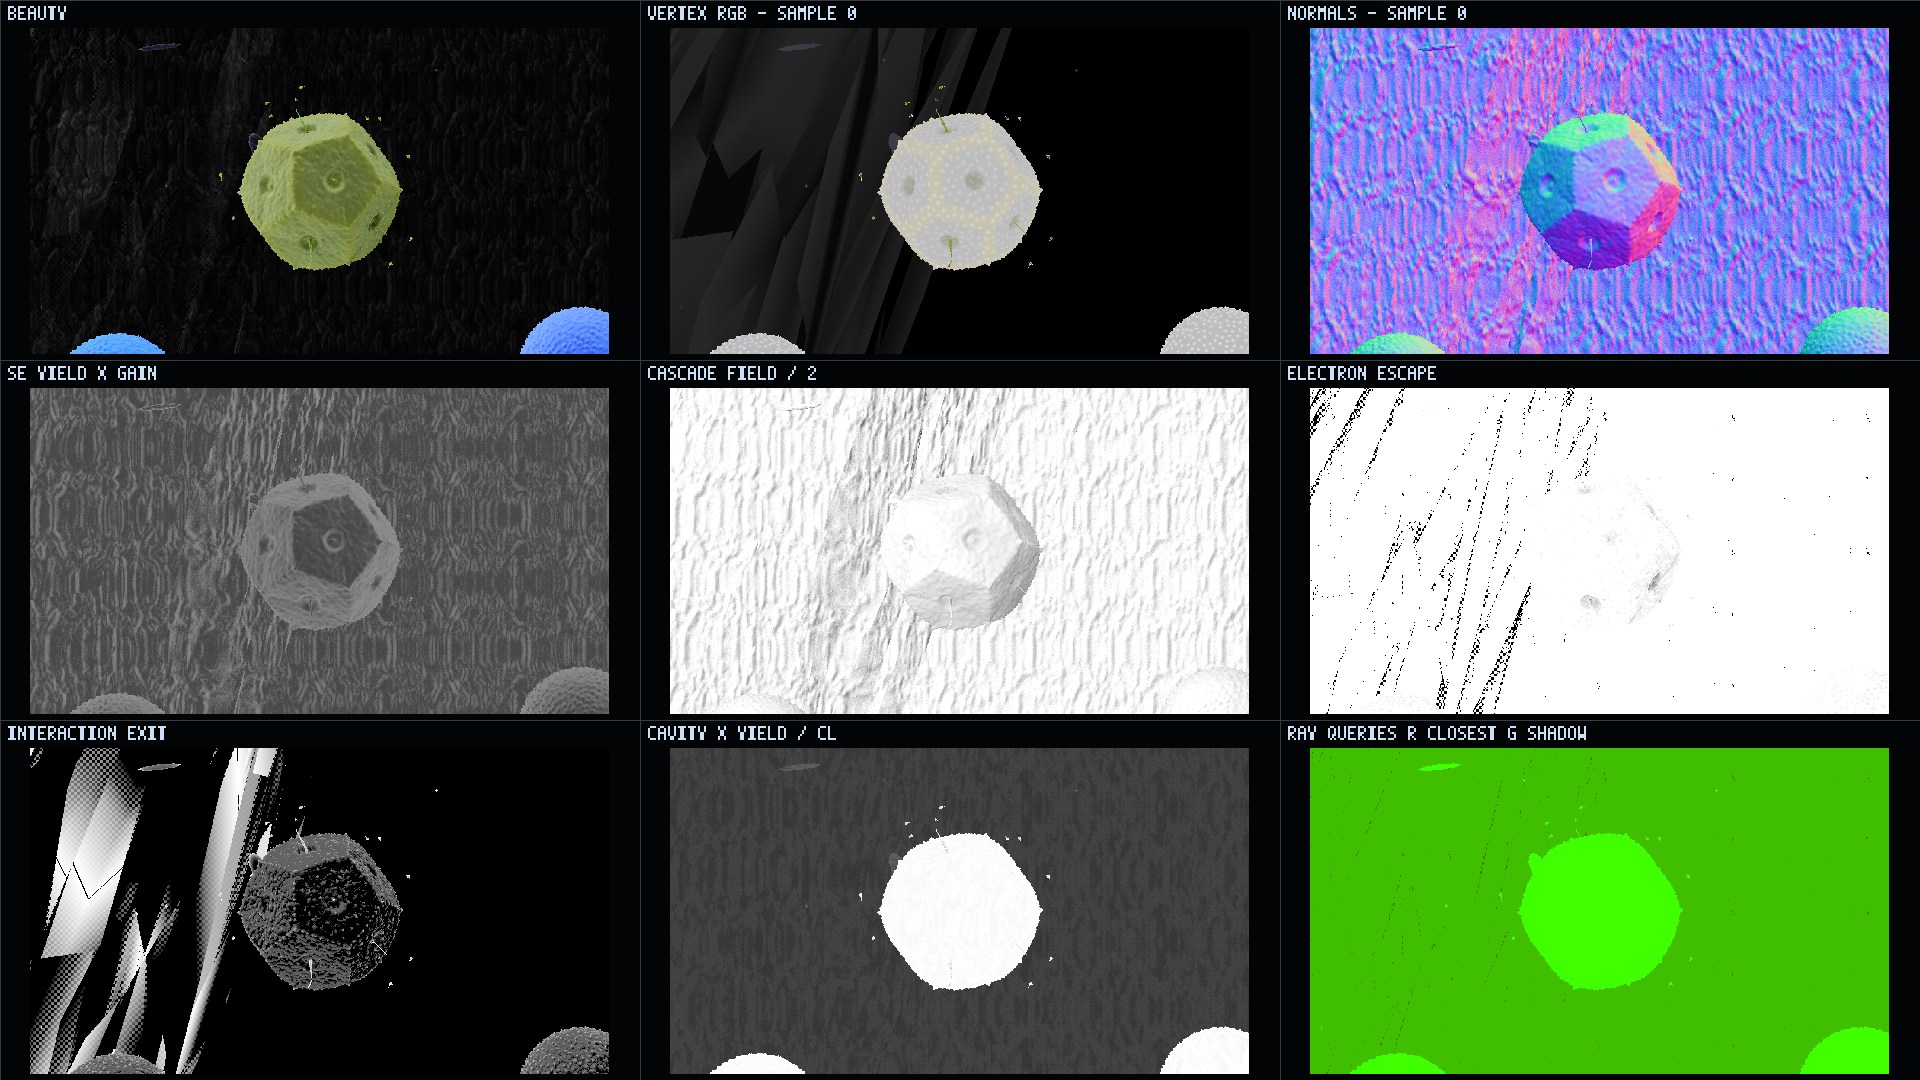 BEAUTY
VERTEX RGB - SAMPLE 0
NORMALS - SAMPLE 0
SE YIELD X GAIN
CASCADE FIELD / 2
ELECTRON ESCAPE
INTERACTION EXIT
CAVITY X YIELD / CL
RAY QUERIES R CLOSEST G SHADOW